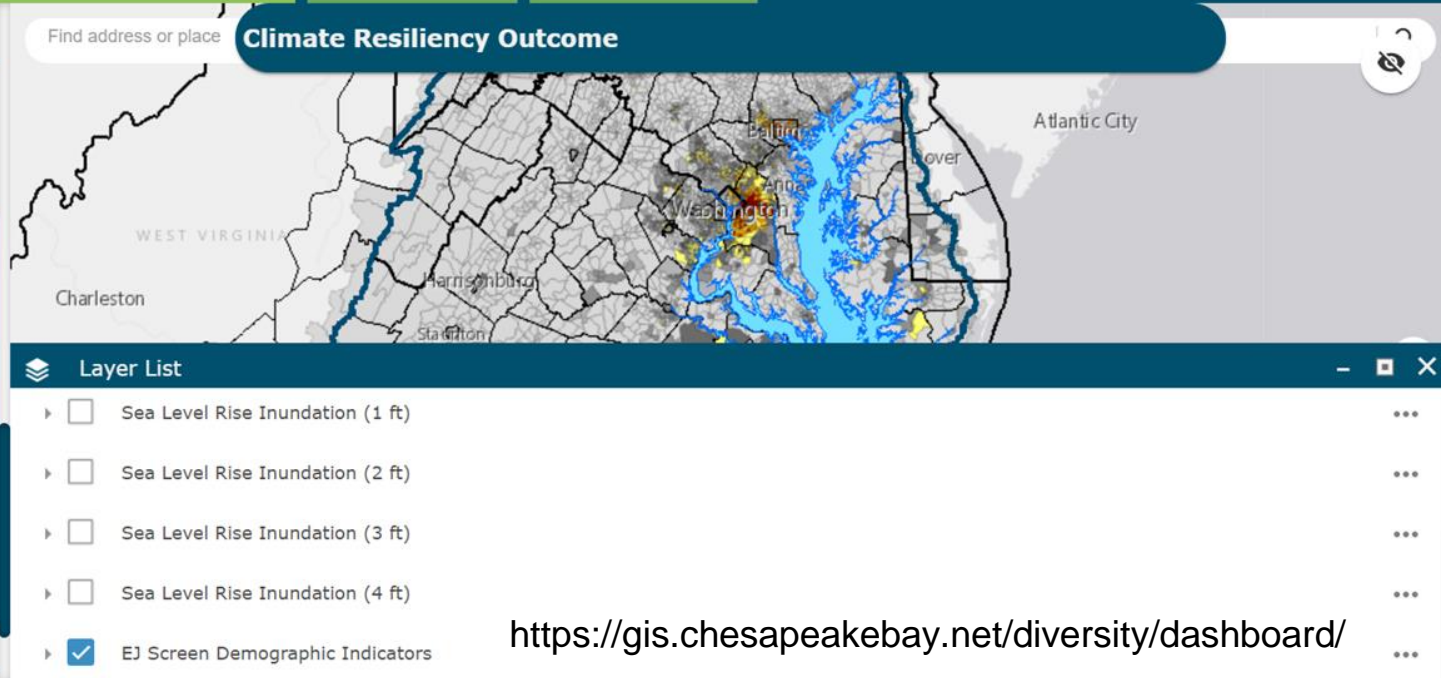 Find address or place
Climate Resiliency Outcome
Atlantic City
Washington
WEST VIRGINIA
Harrisonburg
Charleston
Staunton
Layer List
Sea Level Rise Inundation (1 ft)
Sea Level Rise Inundation (2 ft)
Sea Level Rise Inundation (3 ft)
Sea Level Rise Inundation (4 ft)
EJ Screen Demographic Indicators
https://gis.chesapeakebay.net/diversity/dashboard/